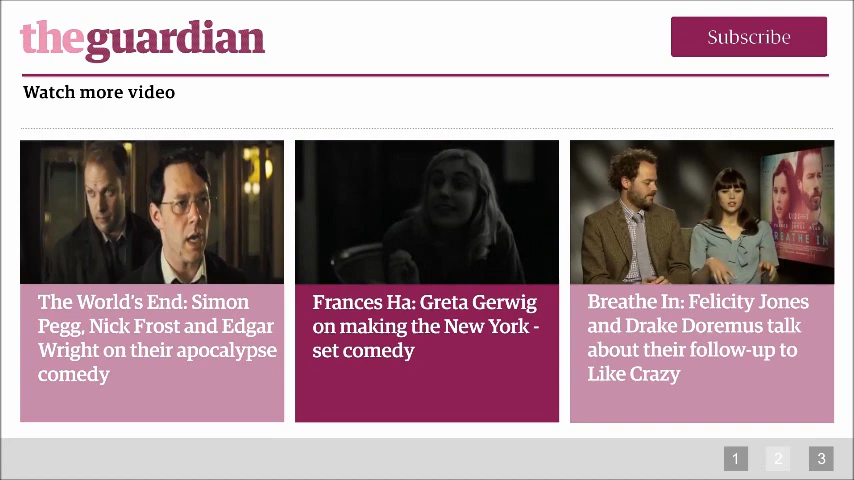 theguardian
Subscribe
Watch more video
The World's End: Simon
Pegg, Nick Frost and Edgar
Wright on their apocalypse
comedy
Frances Ha: Greta Gerwig
on making the New York -
set comedy
BREATHE IN
Breathe In: Felicity Jones
and Drake Doremus talk
about their follow-up to
Like Crazy
1 2 3